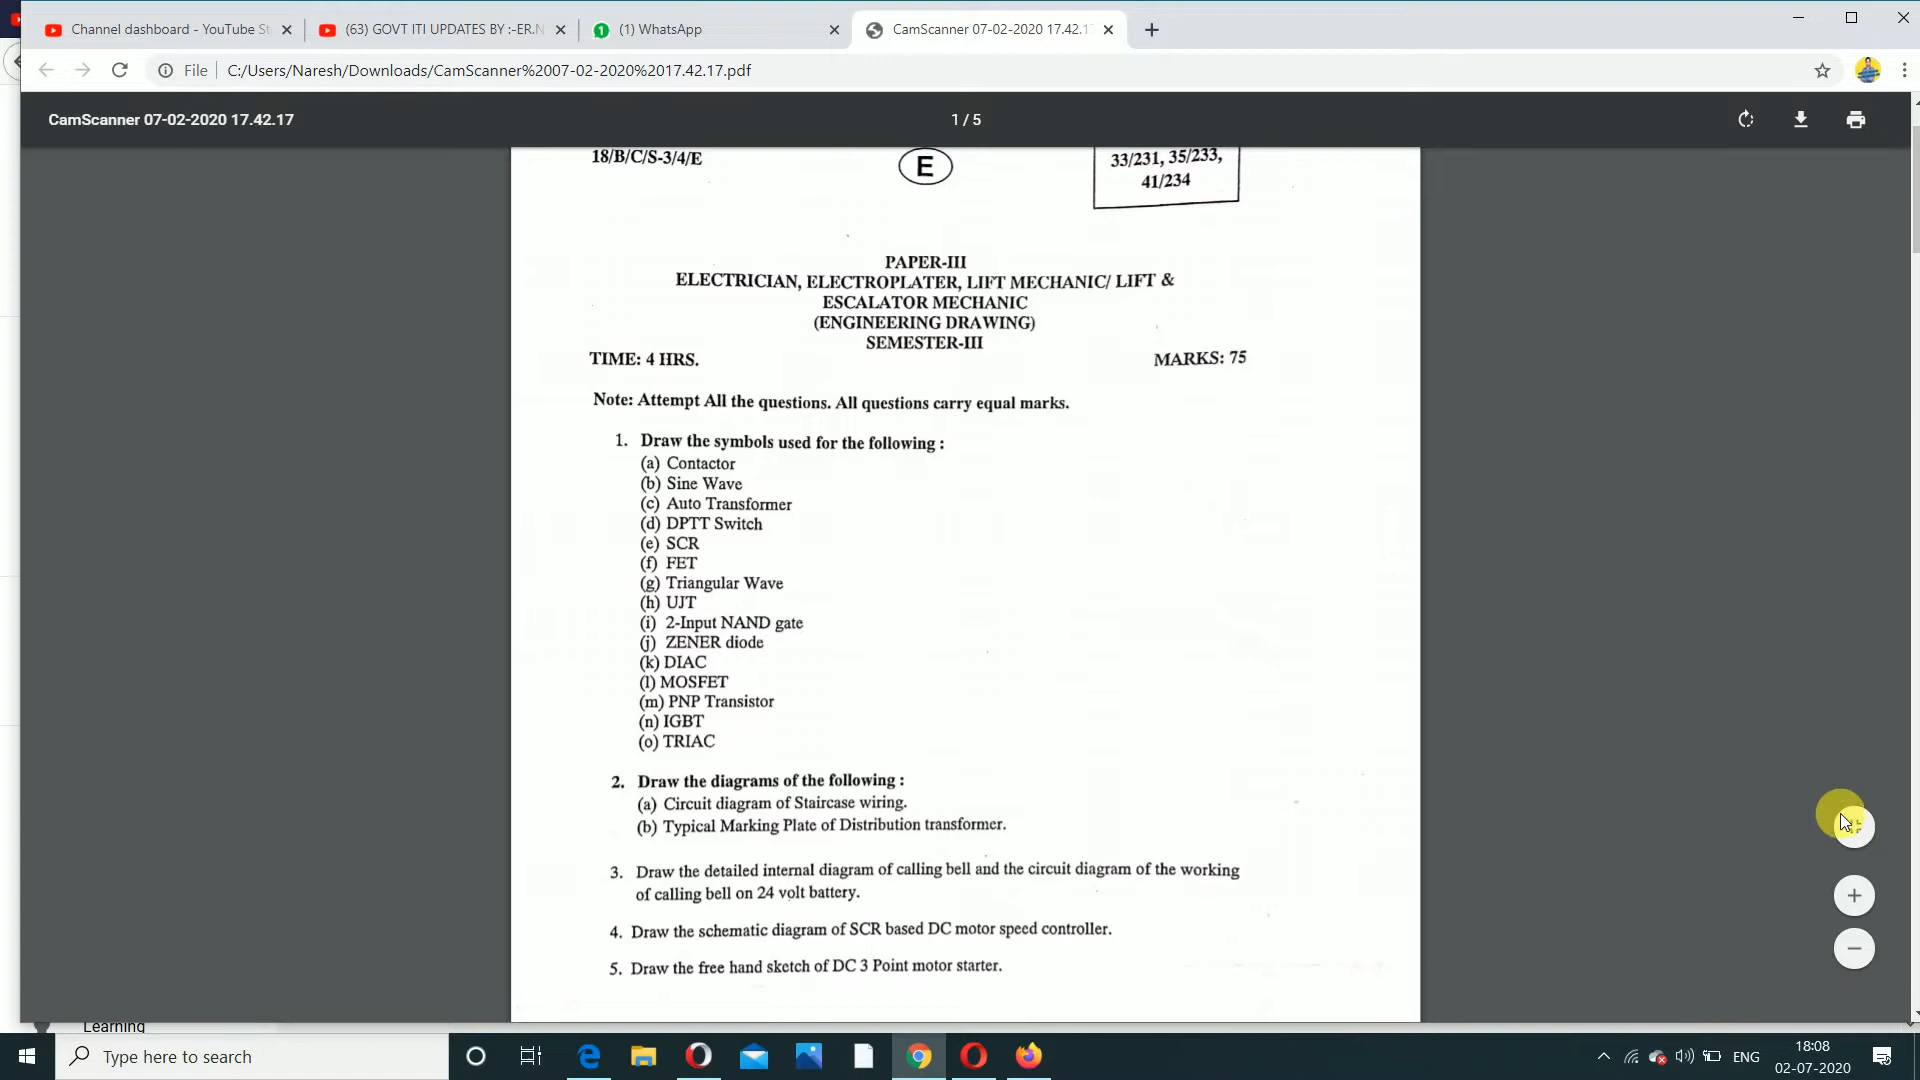 Channel dashboard - YouTube St
(63) GOVT ITI UPDATES BY :-ER.N
(1) WhatsApp
CamScanner 07-02-2020 17.42.1
File
C:/Users/Naresh/Downloads/CamScanner%2007-02-2020%2017.42.17.pdf
CamScanner 07-02-2020 17.42.17
1 / 5
18/B/C/S-3/4/E
E
33/231, 35/233,
41/234
PAPER-III
ELECTRICIAN, ELECTROPLATER, LIFT MECHANIC/ LIFT &
ESCALATOR MECHANIC
(ENGINEERING DRAWING)
SEMESTER-III
TIME: 4 HRS.
MARKS: 75
Note: Attempt All the questions. All questions carry equal marks.
1. Draw the symbols used for the following :
(a) Contactor
(b) Sine Wave
(c) Auto Transformer
(d) DPTT Switch
(e) SCR
(f) FET
(g) Triangular Wave
(h) UJT
(i) 2-Input NAND gate
(j) ZENER diode
(k) DIAC
(l) MOSFET
(m) PNP Transistor
(n) IGBT
(o) TRIAC
2. Draw the diagrams of the following :
(a) Circuit diagram of Staircase wiring.
(b) Typical Marking Plate of Distribution transformer.
3. Draw the detailed internal diagram of calling bell and the circuit diagram of the working
of calling bell on 24 volt battery.
4. Draw the schematic diagram of SCR based DC motor speed controller.
5. Draw the free hand sketch of DC 3 Point motor starter.
Learning
Type here to search
ENG
18:08
02-07-2020